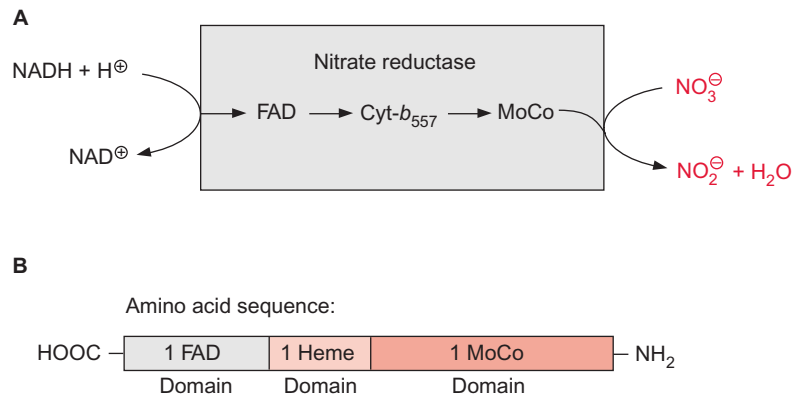 A
Nitrate reductase
NADH + H⊕
NO₃⊖
FAD
Cyt-b₅₅₇
MoCo
NAD⊕
NO₂⊖ + H₂O
B
Amino acid sequence:
HOOC
1 FAD
1 Heme
1 MoCo
NH₂
Domain
Domain
Domain